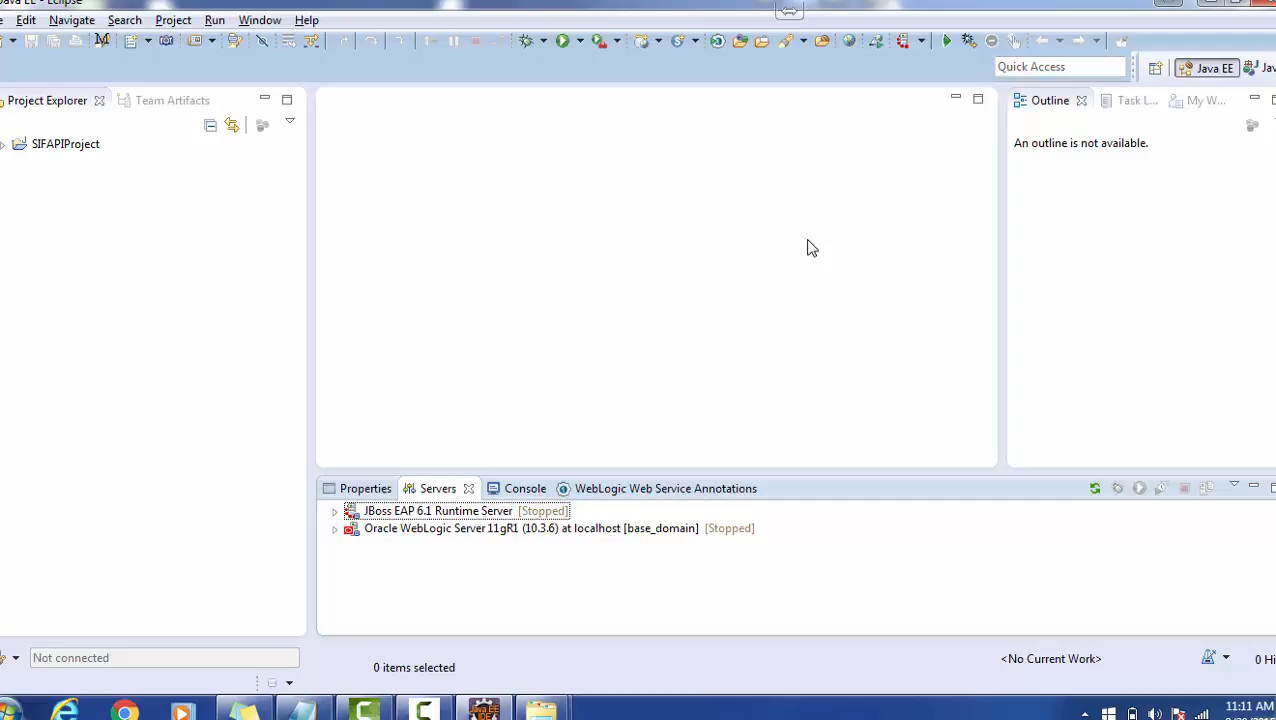 Java EE - Eclipse
Edit Navigate Search Project Run Window Help
Quick Access
Java EE
Project Explorer Team Artifacts
Outline Task L... My W...
SIFAPIProject
An outline is not available.
Properties Servers Console WebLogic Web Service Annotations
JBoss EAP 6.1 Runtime Server [Stopped]
Oracle WebLogic Server 11gR1 (10.3.6) at localhost [base_domain] [Stopped]
Not connected
0 items selected
<No Current Work>
Java EE
IDE
11:11 AM